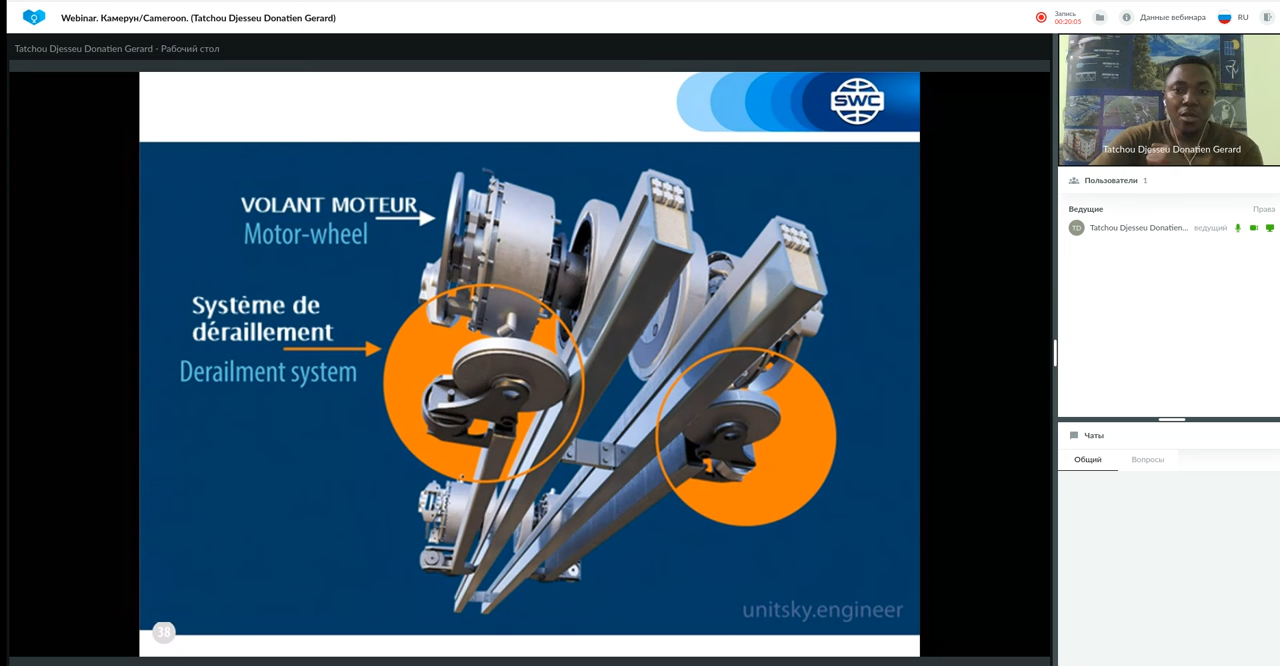 Webinar. Камерун/Cameroon. (Tatchou Djesseu Donatien Gerard)
Запись
00:20:05
Данные вебинара
RU
Tatchou Djesseu Donatien Gerard - Рабочий стол
SWC
VOLANT MOTEUR
Motor-wheel
Système de
déraillement
Derailment system
unitsky.engineer
38
Tatchou Djesseu Donatien Gerard
Пользователи 1
Ведущие Права
TD Tatchou Djesseu Donatien... ведущий
Чаты
Общий Вопросы